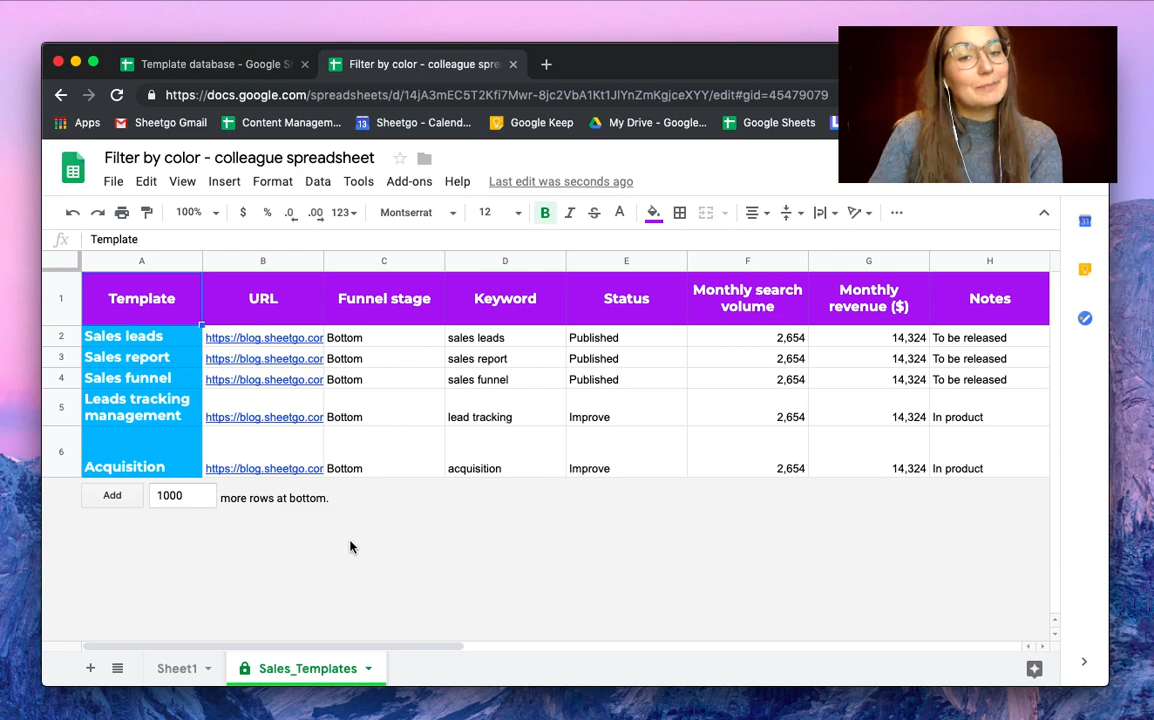 Template database - Google S
Filter by color - colleague spre
https://docs.google.com/spreadsheets/d/14jA3mEC5T2Kfi7Mwr-8jc2VbA1Kt1JlYnZmKgjceXYY/edit#gid=45479079
Apps
Sheetgo Gmail
Content Managem...
Sheetgo - Calend...
Google Keep
My Drive - Google...
Google Sheets
Filter by color - colleague spreadsheet
File Edit View Insert Format Data Tools Add-ons Help Last edit was seconds ago
100% $ % .0 .00 123 Montserrat 12 B I S A
fx Template
A B C D E F G H
1 Template URL Funnel stage Keyword Status Monthly search volume Monthly revenue ($) Notes
2 Sales leads https://blog.sheetgo.cor Bottom sales leads Published 2,654 14,324 To be released
3 Sales report https://blog.sheetgo.cor Bottom sales report Published 2,654 14,324 To be released
4 Sales funnel https://blog.sheetgo.cor Bottom sales funnel Published 2,654 14,324 To be released
5 Leads tracking management https://blog.sheetgo.cor Bottom lead tracking Improve 2,654 14,324 In product
6 Acquisition https://blog.sheetgo.cor Bottom acquisition Improve 2,654 14,324 In product
Add 1000 more rows at bottom.
Sheet1
Sales_Templates